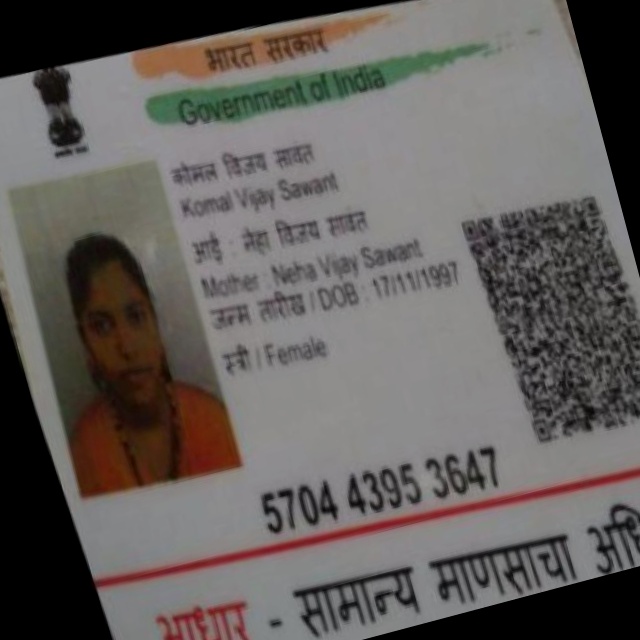 भारत सरकार
Government of India
कोमल विजय सावंत
Komal Vijay Sawant
आई : नेहा विजय सावंत
Mother : Neha Vijay Sawant
जन्म तारीख / DOB : 17/11/1997
स्त्री / Female
5704 4395 3647
आधार - सामान्य माणसाचा